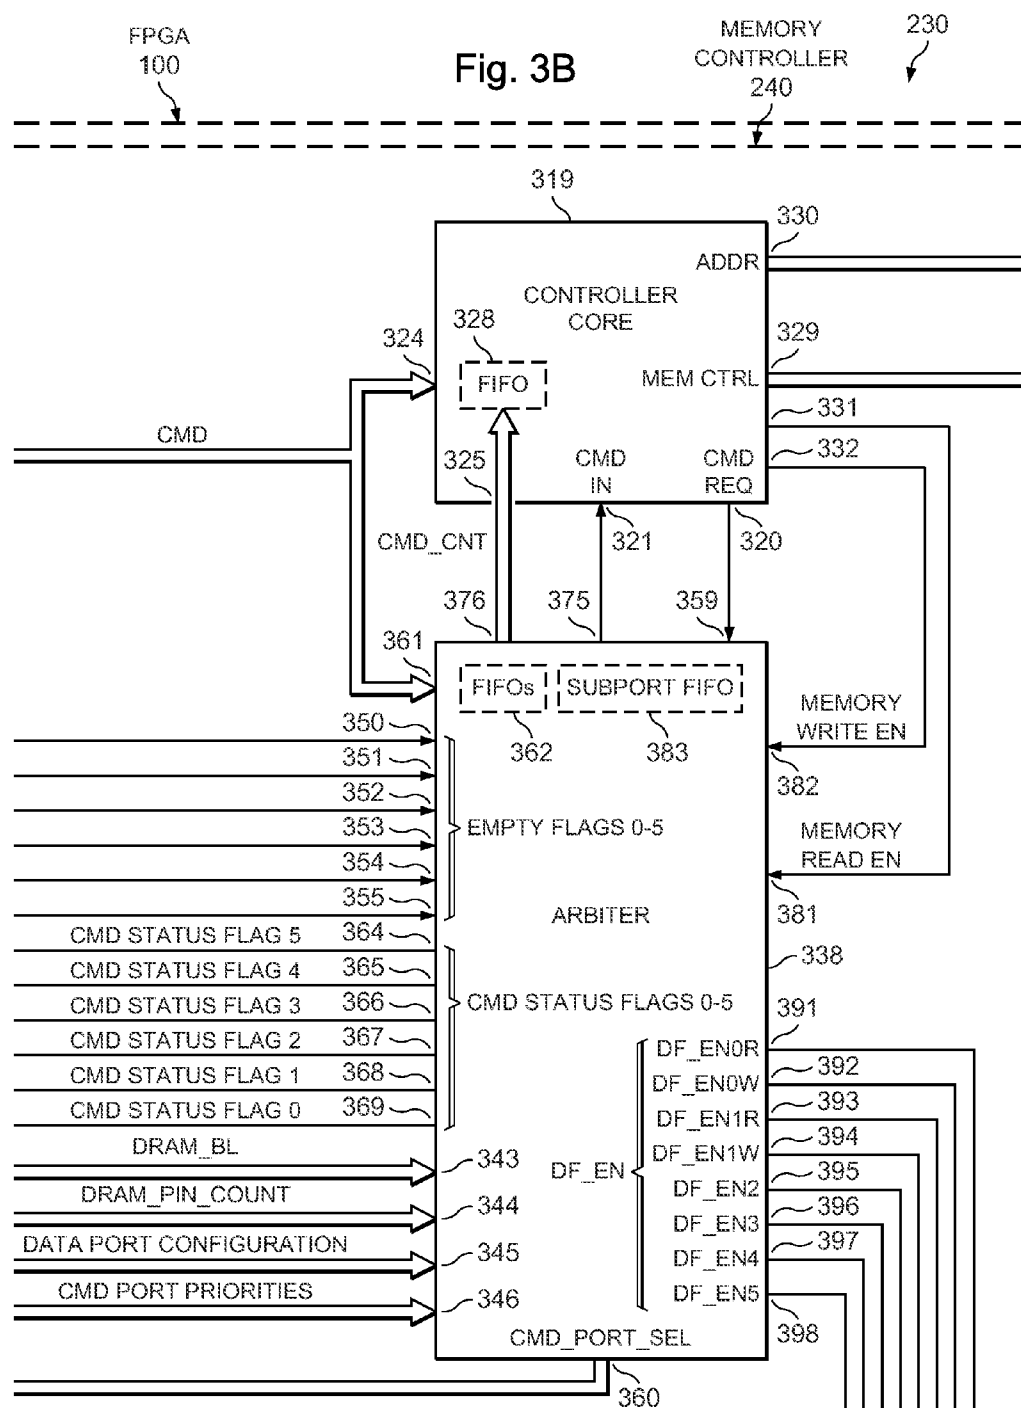 FPGA
100
Fig. 3B
MEMORY
CONTROLLER
240
230
319
330
ADDR
CONTROLLER
CORE
324
328
FIFO
329
MEM CTRL
331
CMD
332
325
CMD
IN
CMD
REQ
CMD_CNT
321
320
376
375
359
361
FIFOs
SUBPORT FIFO
MEMORY
WRITE EN
350
362
383
382
351
352
353
EMPTY FLAGS 0-5
MEMORY
READ EN
354
355
381
ARBITER
CMD STATUS FLAG 5
364
338
CMD STATUS FLAG 4
365
CMD STATUS FLAG 3
366
CMD STATUS FLAGS 0-5
CMD STATUS FLAG 2
367
391
DF_EN0R
CMD STATUS FLAG 1
368
392
DF_EN0W
CMD STATUS FLAG 0
369
393
DF_EN1R
DRAM_BL
343
394
DF_EN1W
DF_EN
395
DF_EN2
DRAM_PIN_COUNT
344
396
DF_EN3
DATA PORT CONFIGURATION
345
397
DF_EN4
CMD PORT PRIORITIES
346
DF_EN5
398
CMD_PORT_SEL
360